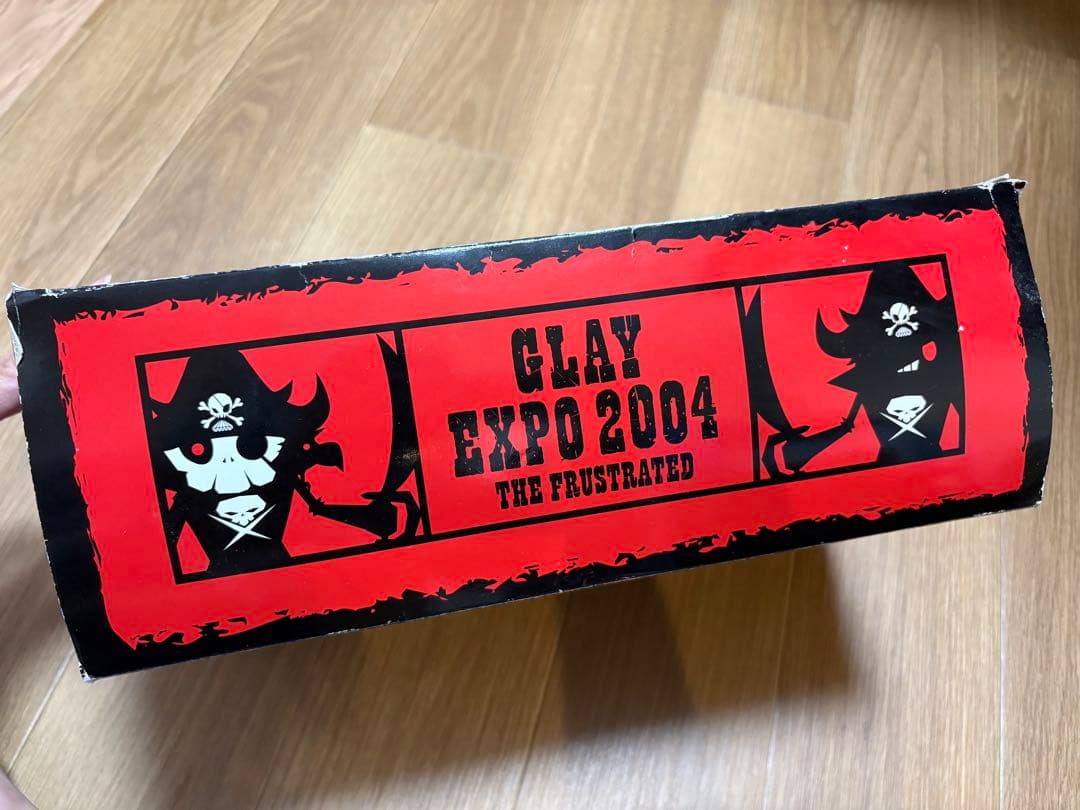 GLAY
EXPO 2004
THE FRUSTRATED